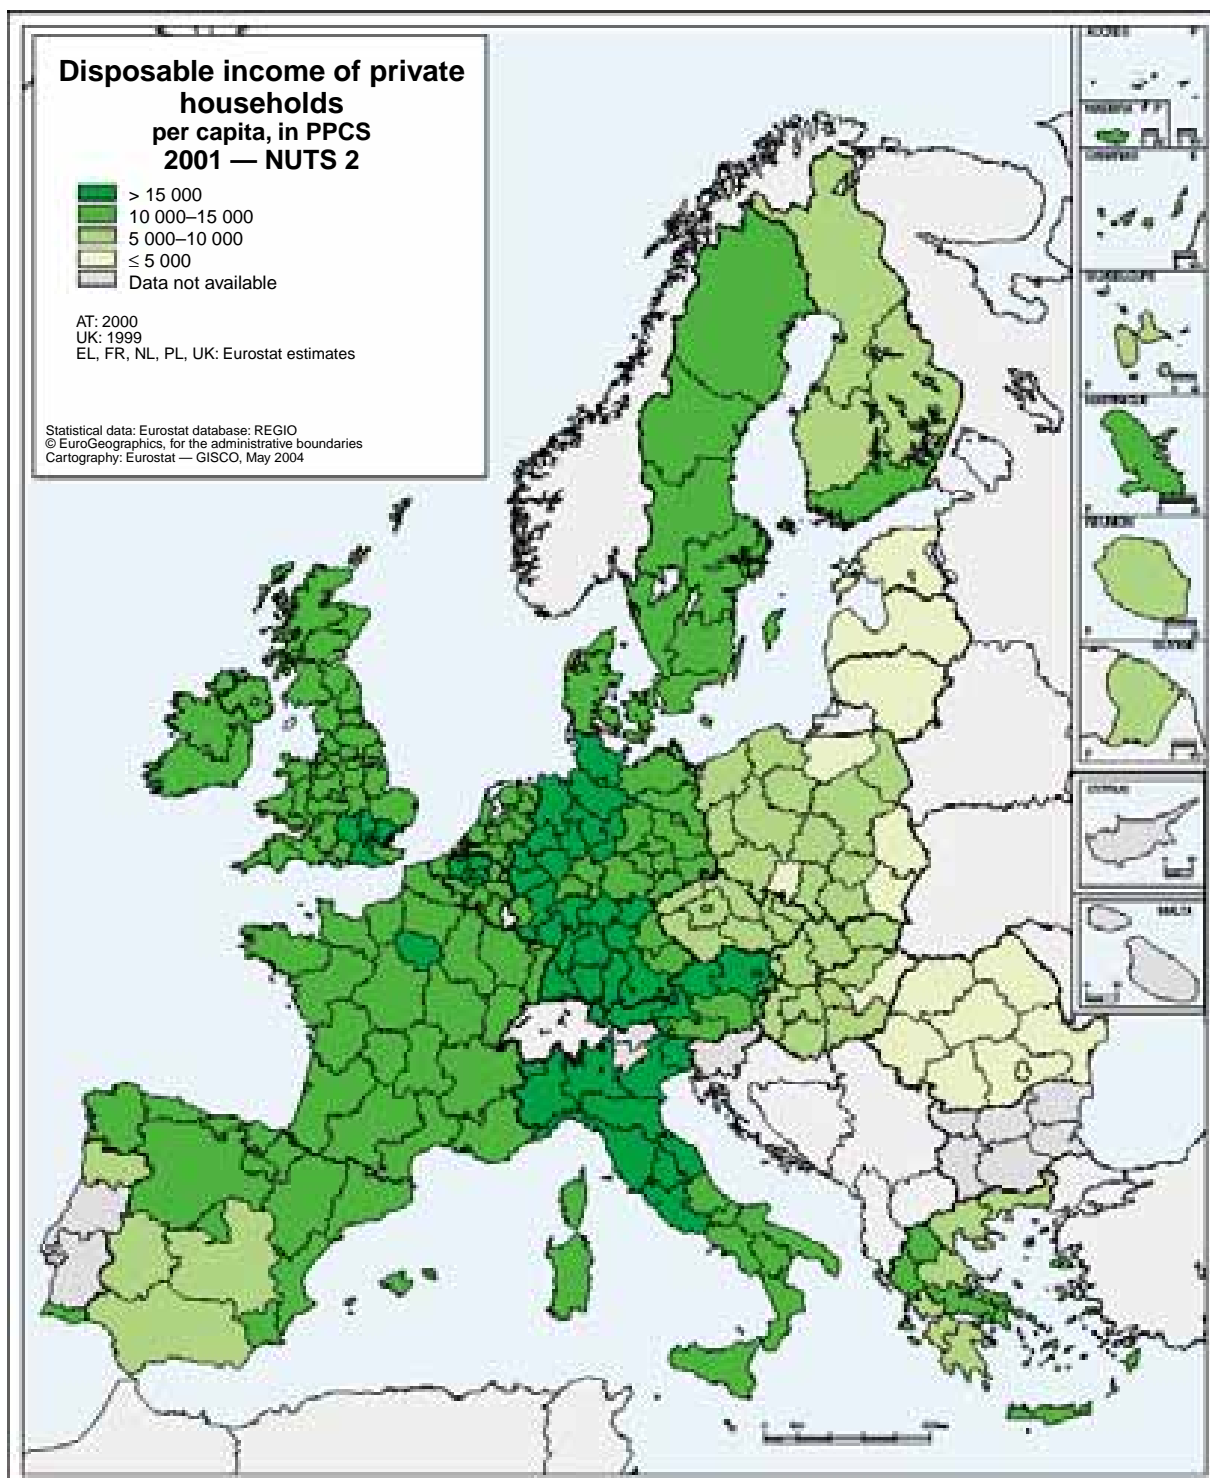 Disposable income of private
households
per capita, in PPCS
2001 — NUTS 2
> 15 000
10 000–15 000
5 000–10 000
≤ 5 000
Data not available
AT: 2000
UK: 1999
EL, FR, NL, PL, UK: Eurostat estimates
Statistical data: Eurostat database: REGIO
© EuroGeographics, for the administrative boundaries
Cartography: Eurostat — GISCO, May 2004
CYPRUS
MALTA